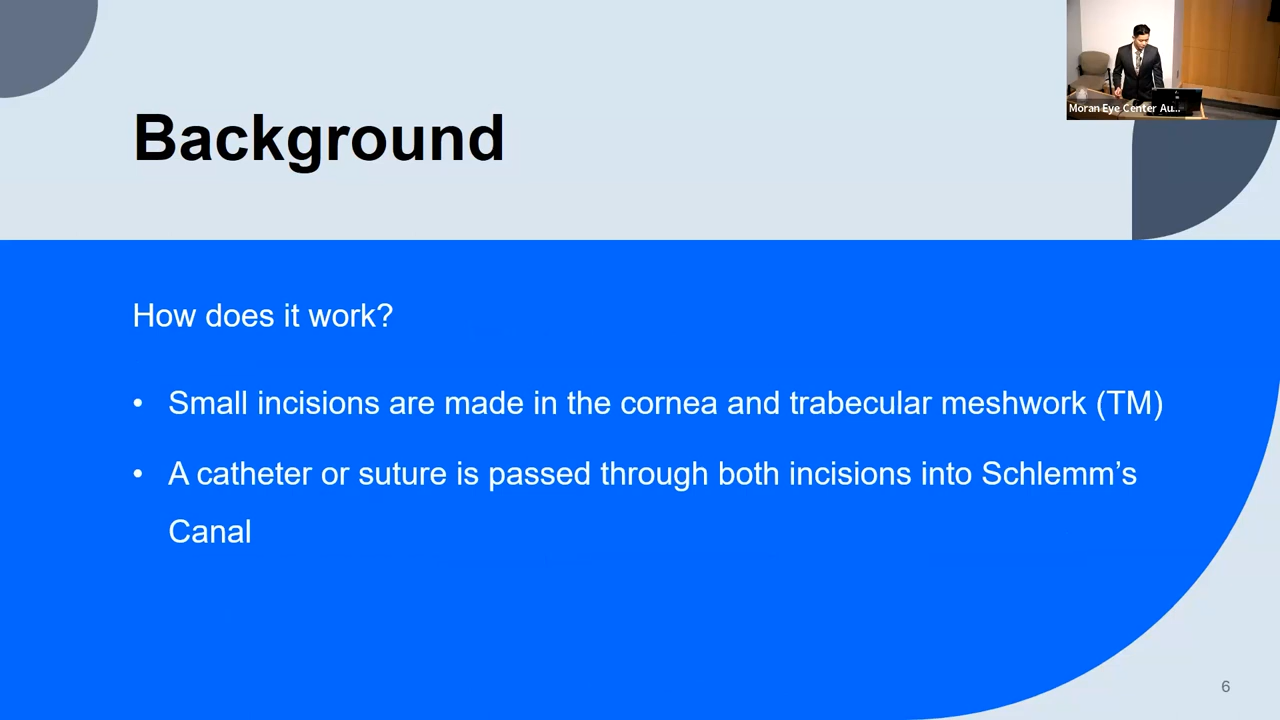 Moran Eye Center Au...
Background
How does it work?
• Small incisions are made in the cornea and trabecular meshwork (TM)
• A catheter or suture is passed through both incisions into Schlemm’s
Canal
6